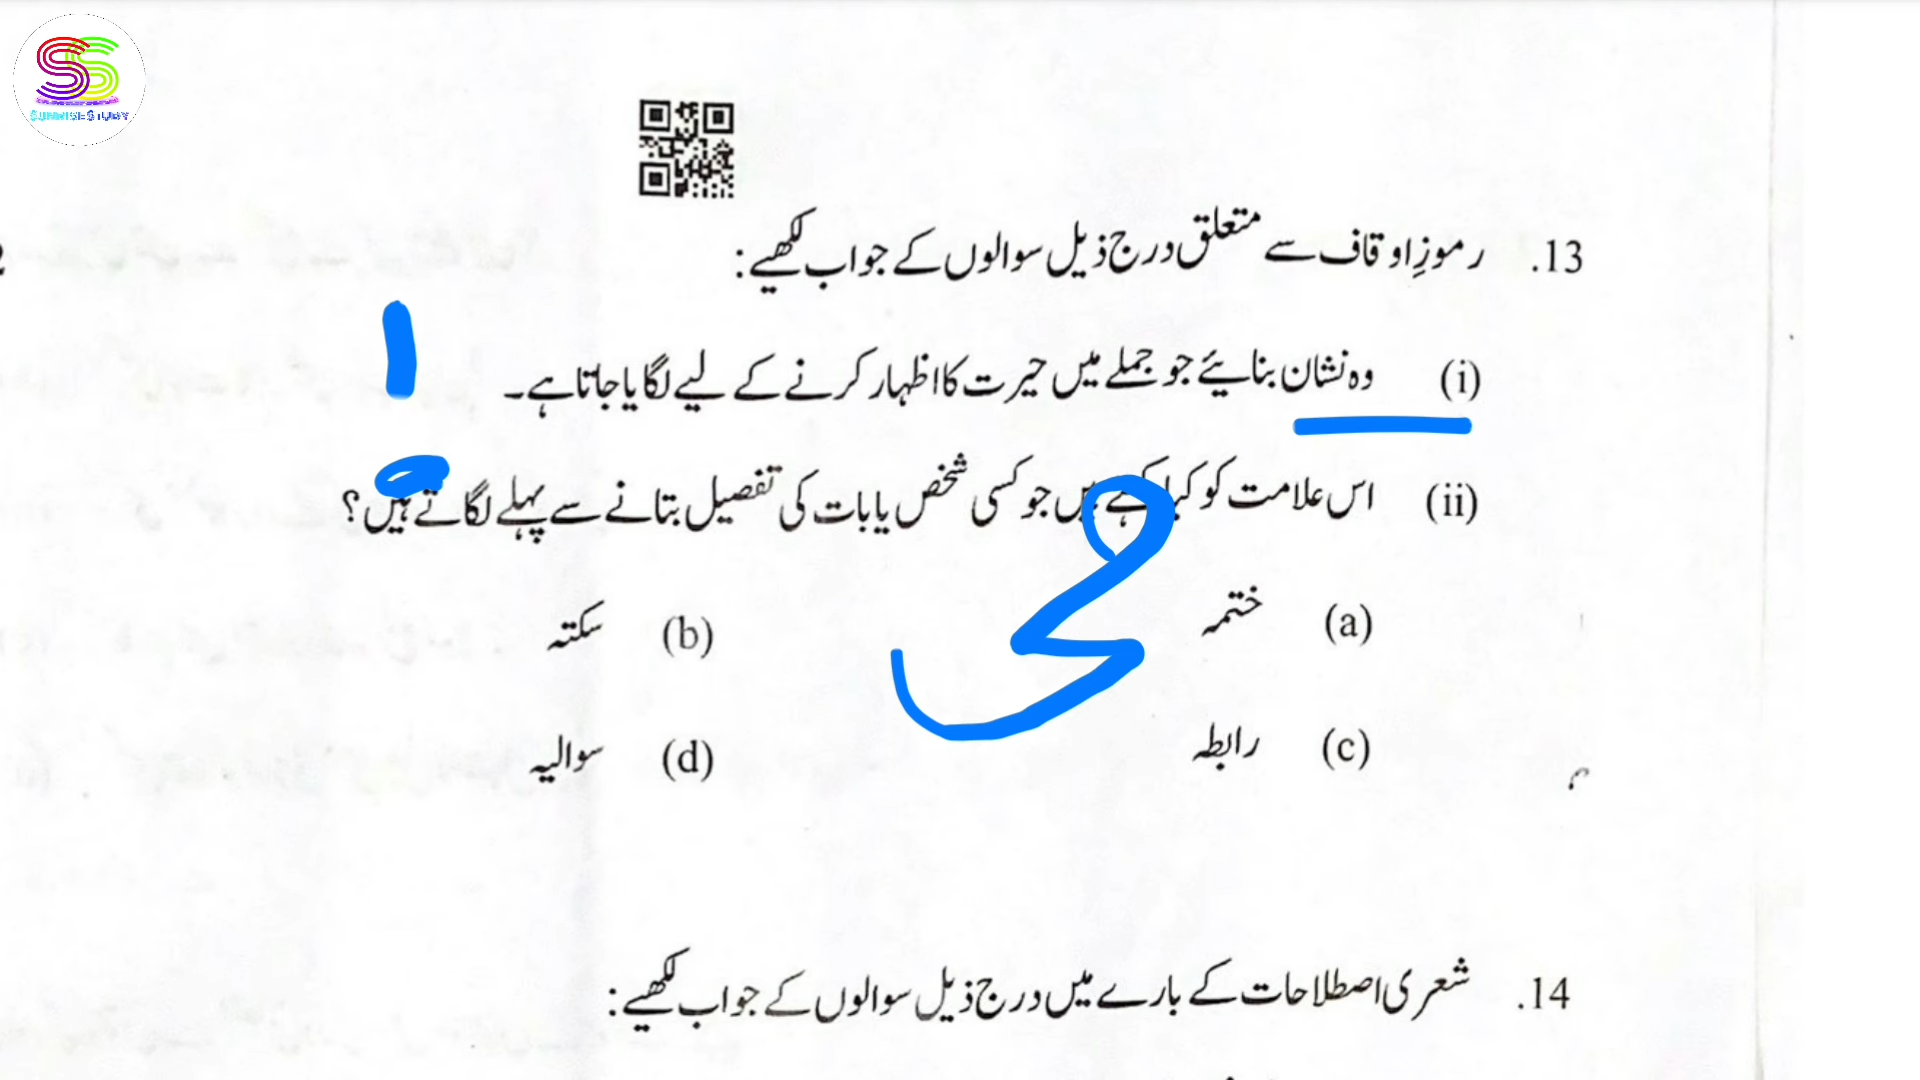 SUNRISESTUDY
13. رموزِ اوقاف سے متعلق درج ذیل سوالوں کے جواب لکھیے:
(i) وہ نشان بنائیے جو جملے میں حیرت کا اظہار کرنے کے لیے لگایا جاتا ہے۔
!
(ii) اس علامت کو کیا کہتے ہیں جو کسی شخص یا بات کی تفصیل بتانے سے پہلے لگاتے ہیں؟
(a) ختمہ (b) سکتہ
(c) رابطہ (d) سوالیہ
14. شعری اصطلاحات کے بارے میں درج ذیل سوالوں کے جواب لکھیے: